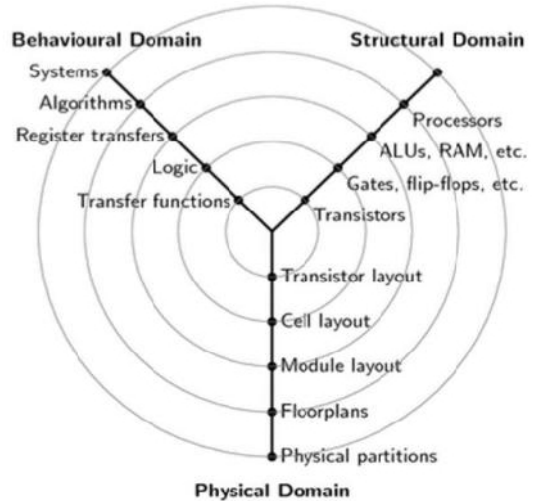 Behavioural Domain
Structural Domain
Systems
Algorithms
Processors
Register transfers
ALUs, RAM, etc.
Logic
Gates, flip-flops, etc.
Transfer functions
Transistors
Transistor layout
Cell layout
Module layout
Floorplans
Physical partitions
Physical Domain